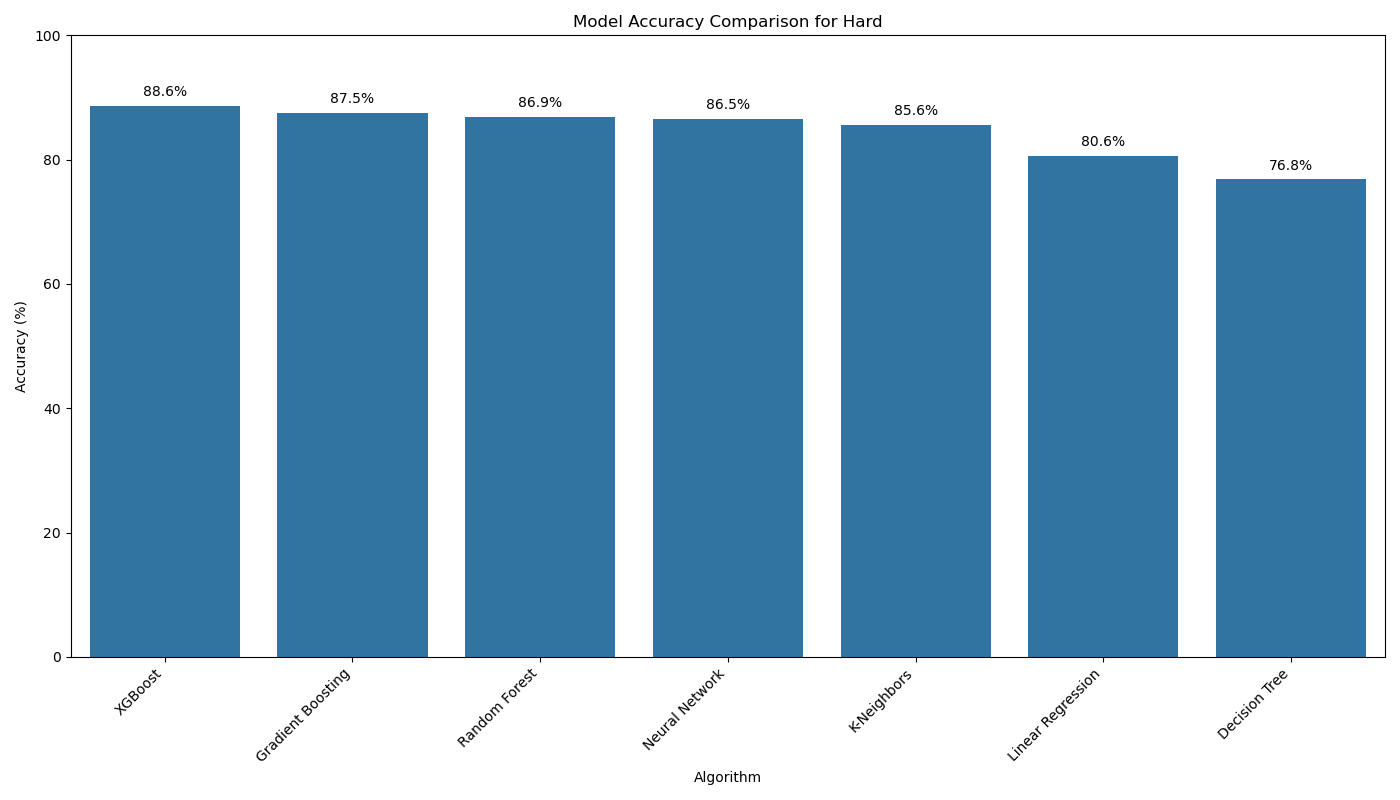 Model Accuracy Comparison for Hard
100
80
60
40
20
0
Accuracy (%)
88.6%
87.5%
86.9%
86.5%
85.6%
80.6%
76.8%
XGBoost
Gradient Boosting
Random Forest
Neural Network
K-Neighbors
Linear Regression
Decision Tree
Algorithm